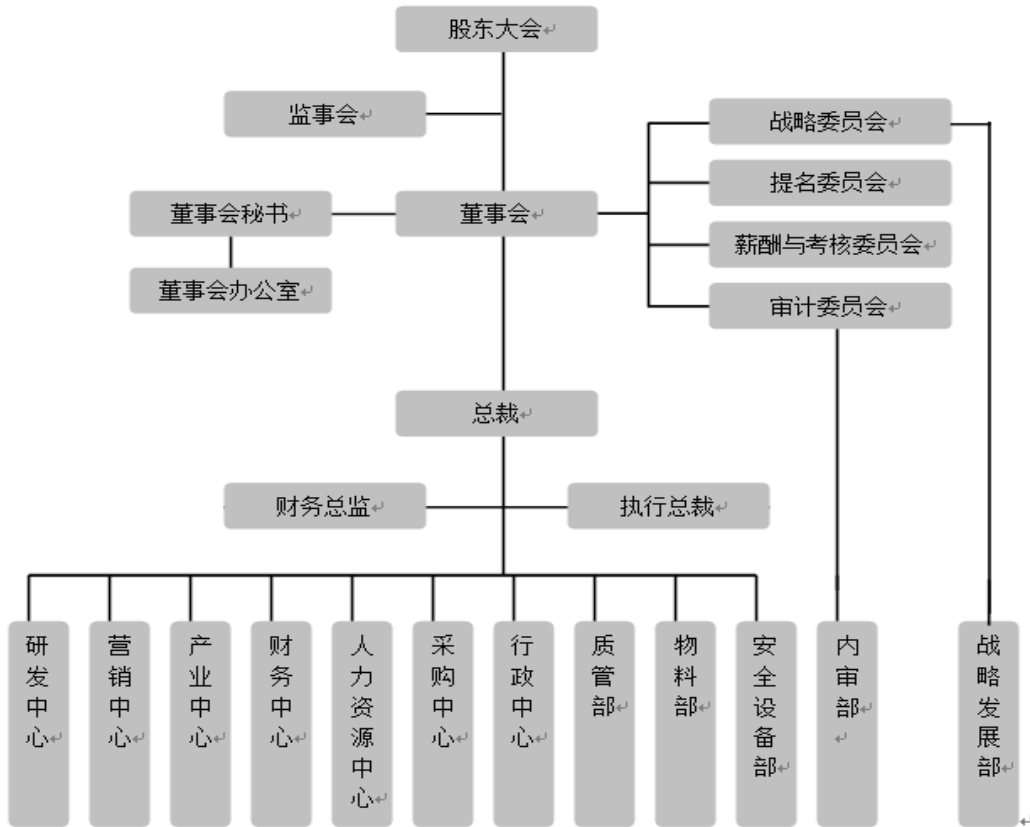 股东大会
监事会
战略委员会
提名委员会
董事会秘书
董事会
薪酬与考核委员会
董事会办公室
审计委员会
总裁
财务总监
执行总裁
研发中心
营销中心
产业中心
财务中心
人力资源中心
采购中心
行政中心
质管部
物料部
安全设备部
内审部
战略发展部